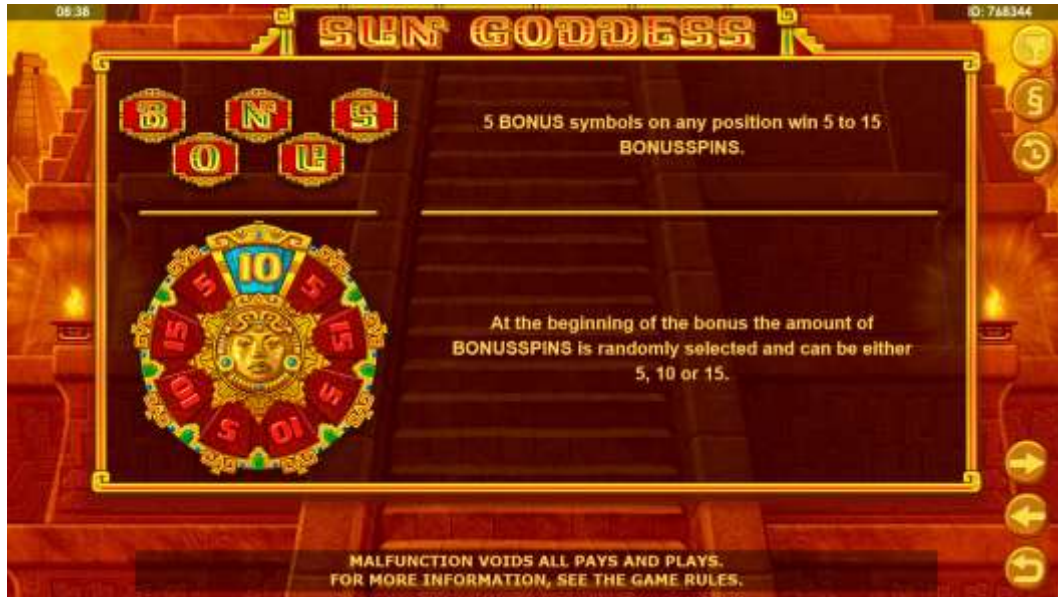 08:38
ID: 768344
SUN GODDESS
B N S
O U
5 BONUS symbols on any position win 5 to 15
BONUSSPINS.
10
5
15
5
10
5
10
15
5
At the beginning of the bonus the amount of
BONUSSPINS is randomly selected and can be either
5, 10 or 15.
MALFUNCTION VOIDS ALL PAYS AND PLAYS.
FOR MORE INFORMATION, SEE THE GAME RULES.